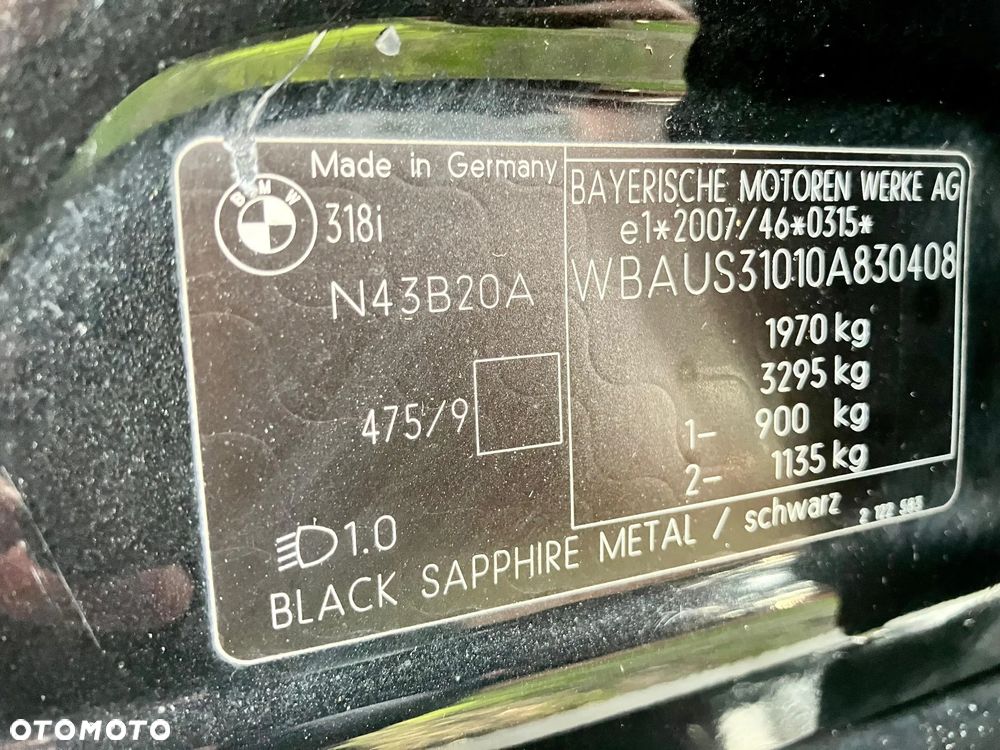 Made in Germany
BMW
318i
N43B20A
475/9
1.0
BLACK SAPPHIRE METAL / schwarz
BAYERISCHE MOTOREN WERKE AG
e1*2007/46*0315*
WBAUS31010A830408
1970 kg
3295 kg
1- 900 kg
2- 1135 kg
OTOMOTO